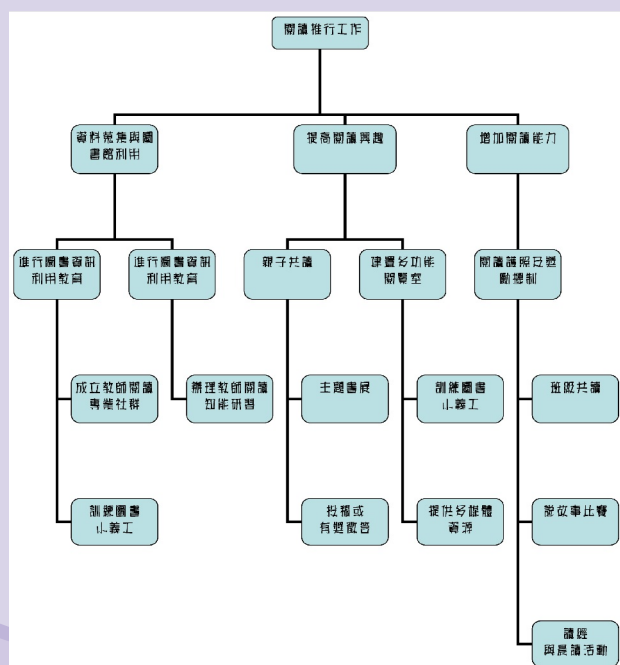 閱讀推行工作
資料蒐集與圖
書館利用
提高閱讀興趣
增加閱讀能力
進行圖書資訊
利用教育
進行圖書資訊
利用教育
親子共讀
建置多功能
閱覽室
閱讀護照及獎
勵機制
成立教師閱讀
專業社群
辦理教師閱讀
知能研習
主題書展
訓練圖書
小義工
班級共讀
訓練圖書
小義工
投稿或
有獎徵答
提供多媒體
資源
說故事比賽
讀經
與晨讀活動